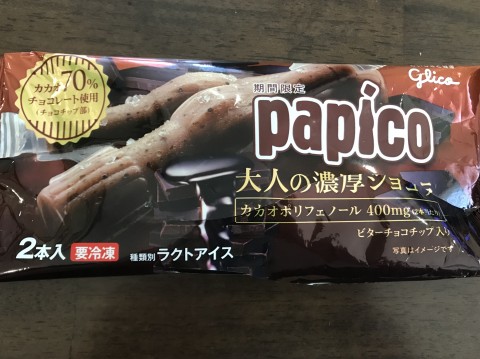 カカオ70%
チョコレート使用
(チョコチップ部)
glico
期間限定
papico
大人の濃厚ショコラ
カカオポリフェノール 400mg
ビターチョコチップ入り
写真はイメージです
2本入 要冷凍 種類別 ラクトアイス